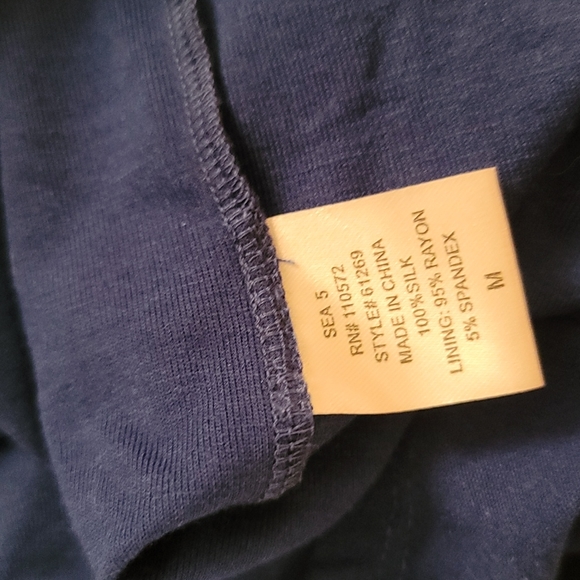 SEA 5
RN# 110572
STYLE# 61269
MADE IN CHINA
100%SILK
LINING: 95% RAYON
5% SPANDEX
M